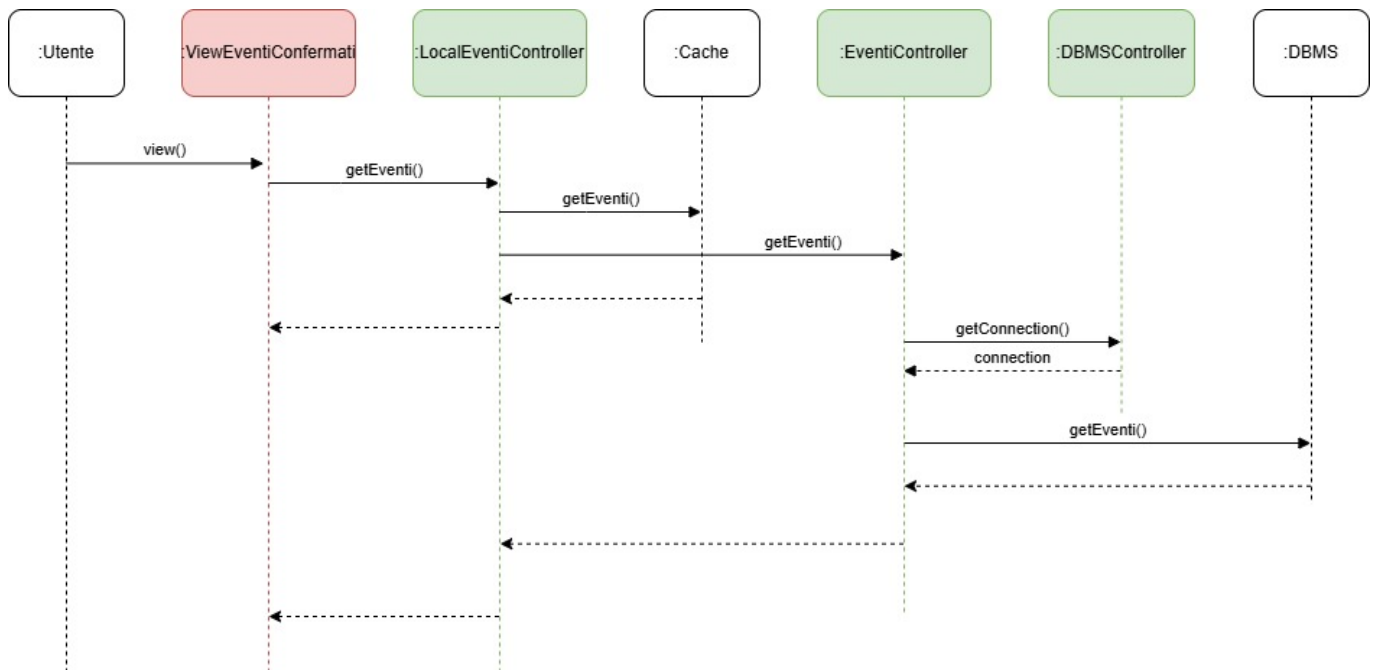 :Utente
:ViewEventiConfermati
:LocalEventiController
:Cache
:EventiController
:DBMSController
:DBMS
view()
getEventi()
getEventi()
getEventi()
getConnection()
connection
getEventi()